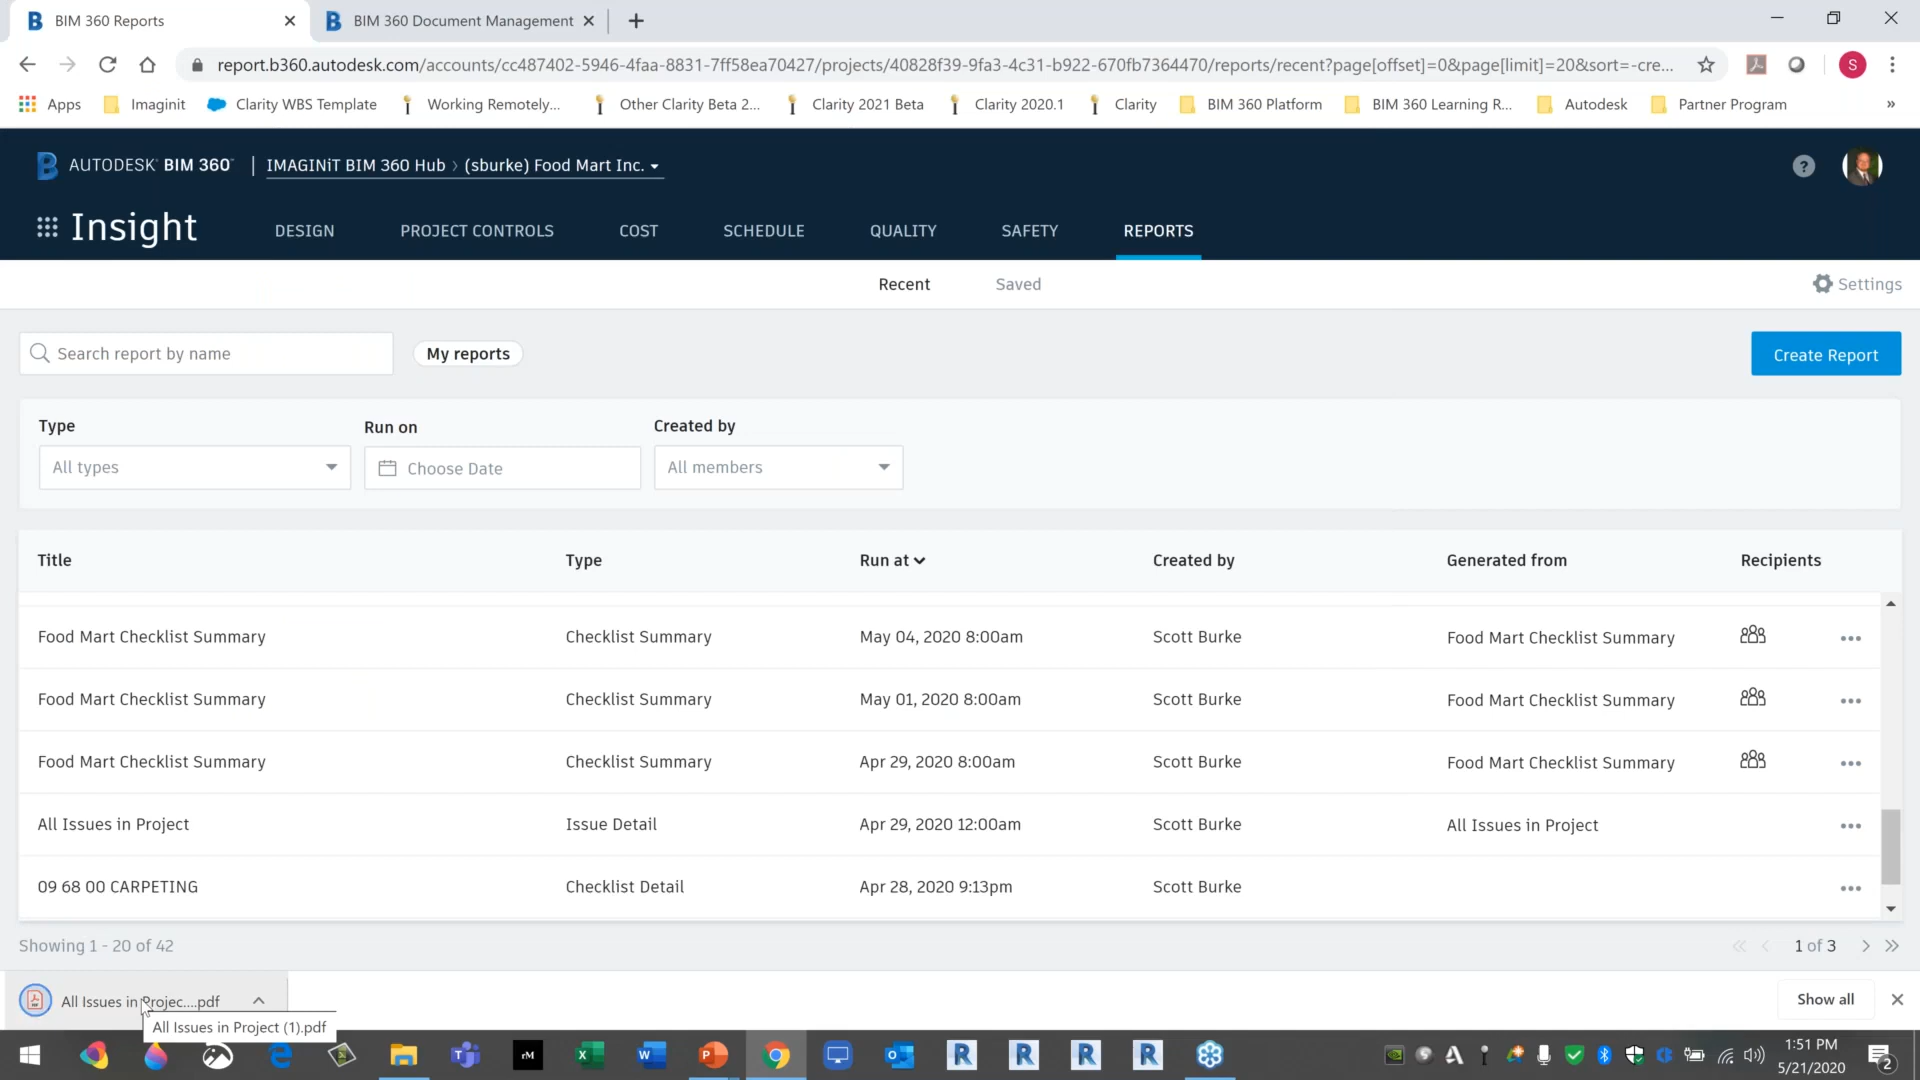 BIM 360 Reports
BIM 360 Document Management
report.b360.autodesk.com/accounts/cc487402-5946-4faa-8831-7ff58ea70427/projects/40828f39-9fa3-4c31-b922-670fb7364470/reports/recent?page[offset]=0&page[limit]=20&sort=-cre...
S
Apps Imaginit Clarity WBS Template Working Remotely... Other Clarity Beta 2... Clarity 2021 Beta Clarity 2020.1 Clarity BIM 360 Platform BIM 360 Learning R... Autodesk Partner Program »
AUTODESK BIM 360 | IMAGINiT BIM 360 Hub > (sburke) Food Mart Inc.
?
Insight DESIGN PROJECT CONTROLS COST SCHEDULE QUALITY SAFETY REPORTS
Recent Saved Settings
Search report by name My reports Create Report
Type Run on Created by
All types Choose Date All members
Title Type Run at Created by Generated from Recipients
Food Mart Checklist Summary Checklist Summary May 04, 2020 8:00am Scott Burke Food Mart Checklist Summary
Food Mart Checklist Summary Checklist Summary May 01, 2020 8:00am Scott Burke Food Mart Checklist Summary
Food Mart Checklist Summary Checklist Summary Apr 29, 2020 8:00am Scott Burke Food Mart Checklist Summary
All Issues in Project Issue Detail Apr 29, 2020 12:00am Scott Burke All Issues in Project
09 68 00 CARPETING Checklist Detail Apr 28, 2020 9:13pm Scott Burke
Showing 1 - 20 of 42 1 of 3
All Issues in Projec....pdf Show all
All Issues in Project (1).pdf
1:51 PM
5/21/2020
2